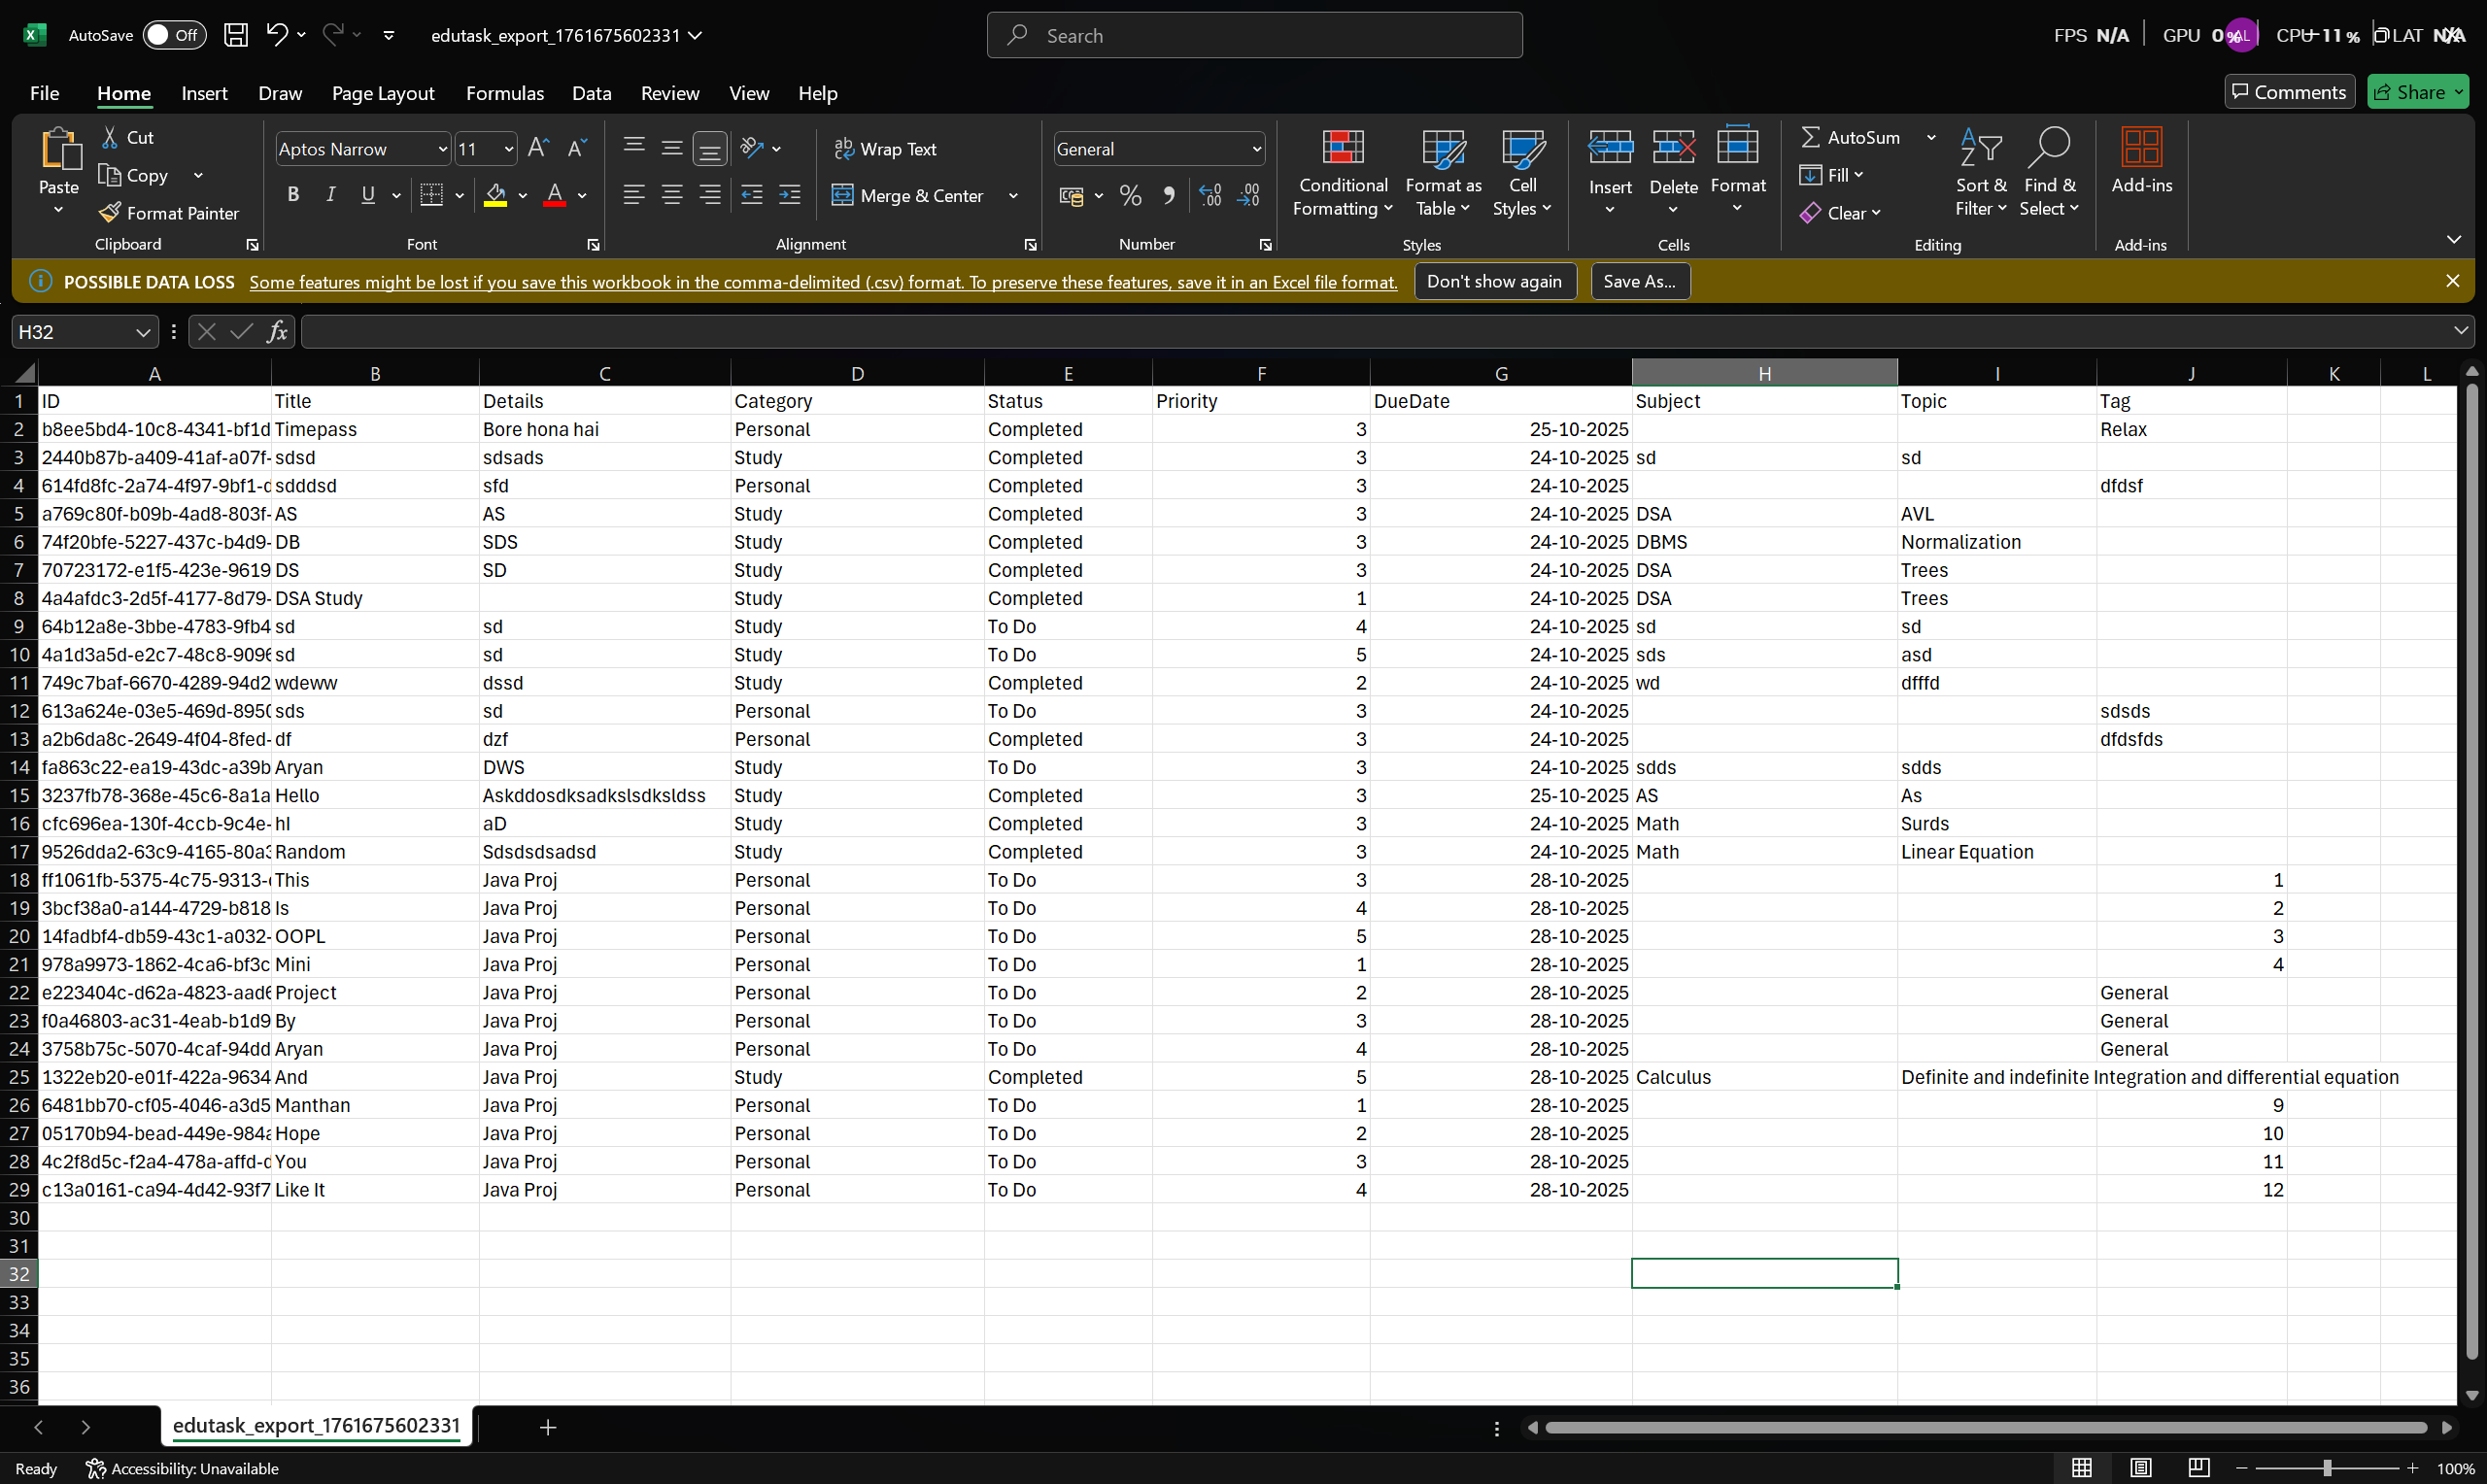 AutoSave Off edutask_export_1761675602331 Search FPS N/A GPU 0% CPU 11% LAT N/A
File Home Insert Draw Page Layout Formulas Data Review View Help Comments Share
Paste Cut Copy Format Painter Aptos Narrow 11 B I U Wrap Text Merge & Center General Conditional Formatting Format as Table Cell Styles Insert Delete Format AutoSum Fill Clear Sort & Filter Find & Select Add-ins
Clipboard Font Alignment Number Styles Cells Editing Add-ins
POSSIBLE DATA LOSS Some features might be lost if you save this workbook in the comma-delimited (.csv) format. To preserve these features, save it in an Excel file format. Don't show again Save As...
H32 fx
A B C D E F G H I J K L
1 ID Title Details Category Status Priority DueDate Subject Topic Tag
2 b8ee5bd4-10c8-4341-bf1d Timepass Bore hona hai Personal Completed 3 25-10-2025 Relax
3 2440b87b-a409-41af-a07f- sdsd sdsads Study Completed 3 24-10-2025 sd sd
4 614fd8fc-2a74-4f97-9bf1- sdddsd sfd Personal Completed 3 24-10-2025 dfdsf
5 a769c80f-b09b-4ad8-803f- AS AS Study Completed 3 24-10-2025 DSA AVL
6 74f20bfe-5227-437c-b4d9- DB SDS Study Completed 3 24-10-2025 DBMS Normalization
7 70723172-e1f5-423e-9619 DS SD Study Completed 3 24-10-2025 DSA Trees
8 4a4afdc3-2d5f-4177-8d79- DSA Study Study Completed 1 24-10-2025 DSA Trees
9 64b12a8e-3bbe-4783-9fb4 sd sd Study To Do 4 24-10-2025 sd sd
10 4a1d3a5d-e2c7-48c8-909 sd sd Study To Do 5 24-10-2025 sds asd
11 749c7baf-6670-4289-94d2 wdeww dssd Study Completed 2 24-10-2025 wd dfffd
12 613a624e-03e5-469d-895 sds sd Personal To Do 3 24-10-2025 sdsds
13 a2b6da8c-2649-4f04-8fed- df dzf Personal Completed 3 24-10-2025 dfdsfds
14 fa863c22-ea19-43dc-a39b Aryan DWS Study To Do 3 24-10-2025 sdds sdds
15 3237fb78-368e-45c6-8a1a Hello Askddosdksadkslsdksldss Study Completed 3 25-10-2025 AS As
16 cfc696ea-130f-4ccb-9c4e- hI aD Study Completed 3 24-10-2025 Math Surds
17 9526dda2-63c9-4165-80a Random Sdsdsdsadsd Study Completed 3 24-10-2025 Math Linear Equation
18 ff1061fb-5375-4c75-9313- This Java Proj Personal To Do 3 28-10-2025 1
19 3bcf38a0-a144-4729-b818 Is Java Proj Personal To Do 4 28-10-2025 2
20 14fadbf4-db59-43c1-a032- OOPL Java Proj Personal To Do 5 28-10-2025 3
21 978a9973-1862-4ca6-bf3c Mini Java Proj Personal To Do 1 28-10-2025 4
22 e223404c-d62a-4823-aad Project Java Proj Personal To Do 2 28-10-2025 General
23 f0a46803-ac31-4eab-b1d9 By Java Proj Personal To Do 3 28-10-2025 General
24 3758b75c-5070-4caf-94dd Aryan Java Proj Personal To Do 4 28-10-2025 General
25 1322eb20-e01f-422a-9634 And Java Proj Study Completed 5 28-10-2025 Calculus Definite and indefinite Integration and differential equation
26 6481bb70-cf05-4046-a3d5 Manthan Java Proj Personal To Do 1 28-10-2025 9
27 05170b94-bead-449e-984 Hope Java Proj Personal To Do 2 28-10-2025 10
28 4c2f8d5c-f2a4-478a-affd- You Java Proj Personal To Do 3 28-10-2025 11
29 c13a0161-ca94-4d42-93f7 Like It Java Proj Personal To Do 4 28-10-2025 12
30
31
32
33
34
35
36
edutask_export_1761675602331
Ready Accessibility: Unavailable 100%